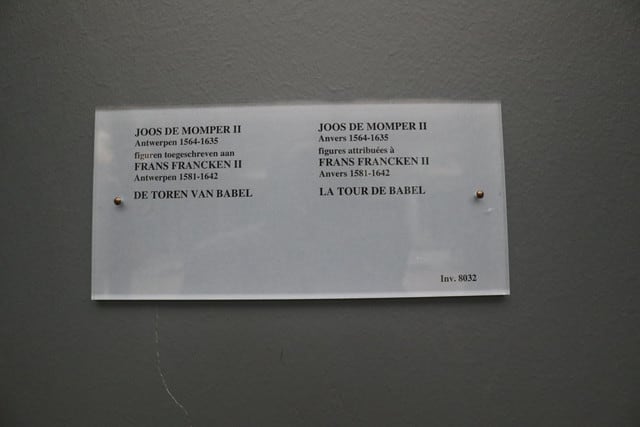 JOOS DE MOMPER II
Antwerpen 1564-1635
figuren toegeschreven aan
FRANS FRANCKEN II
Antwerpen 1581-1642
DE TOREN VAN BABEL
JOOS DE MOMPER II
Anvers 1564-1635
figures attribuées à
FRANS FRANCKEN II
Anvers 1581-1642
LA TOUR DE BABEL
Inv. 8032